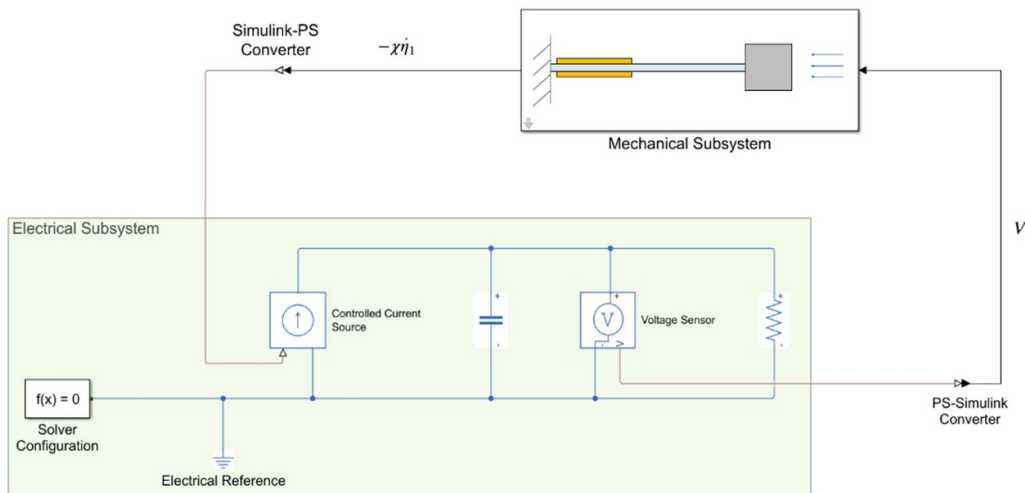 Simulink-PS
Converter
−χη̇₁
Mechanical Subsystem
Electrical Subsystem
V
Controlled Current
Source
+
-
+
V
-
V
Voltage Sensor
+
-
f(x) = 0
Solver
Configuration
Electrical Reference
PS-Simulink
Converter